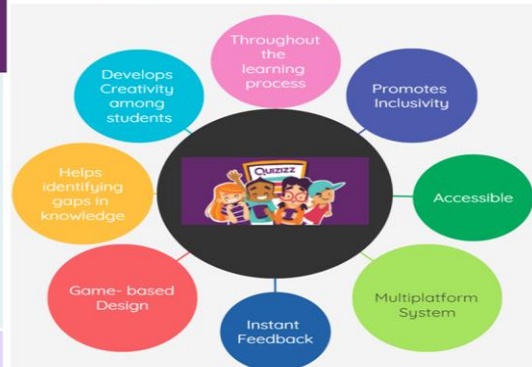 Throughout
the
learning
process
Develops
Creativity
among
students
Promotes
Inclusivity
Helps
identifying
gaps in
knowledge
QUIZIZZ
Accessible
Game- based
Design
Multiplatform
System
Instant
Feedback